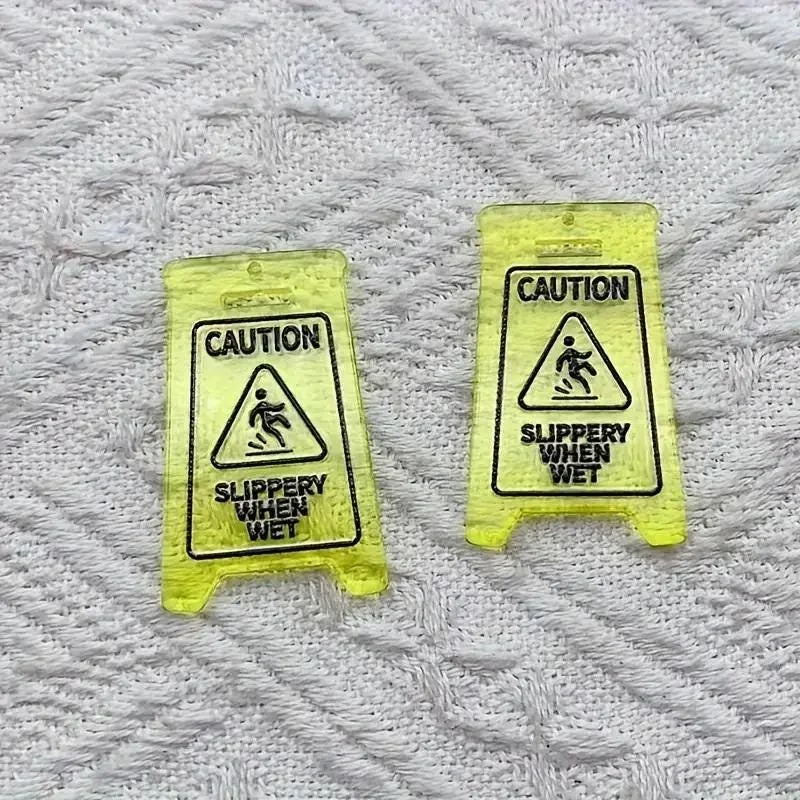 CAUTION
SLIPPERY
WHEN
WET
CAUTION
SLIPPERY
WHEN
WET